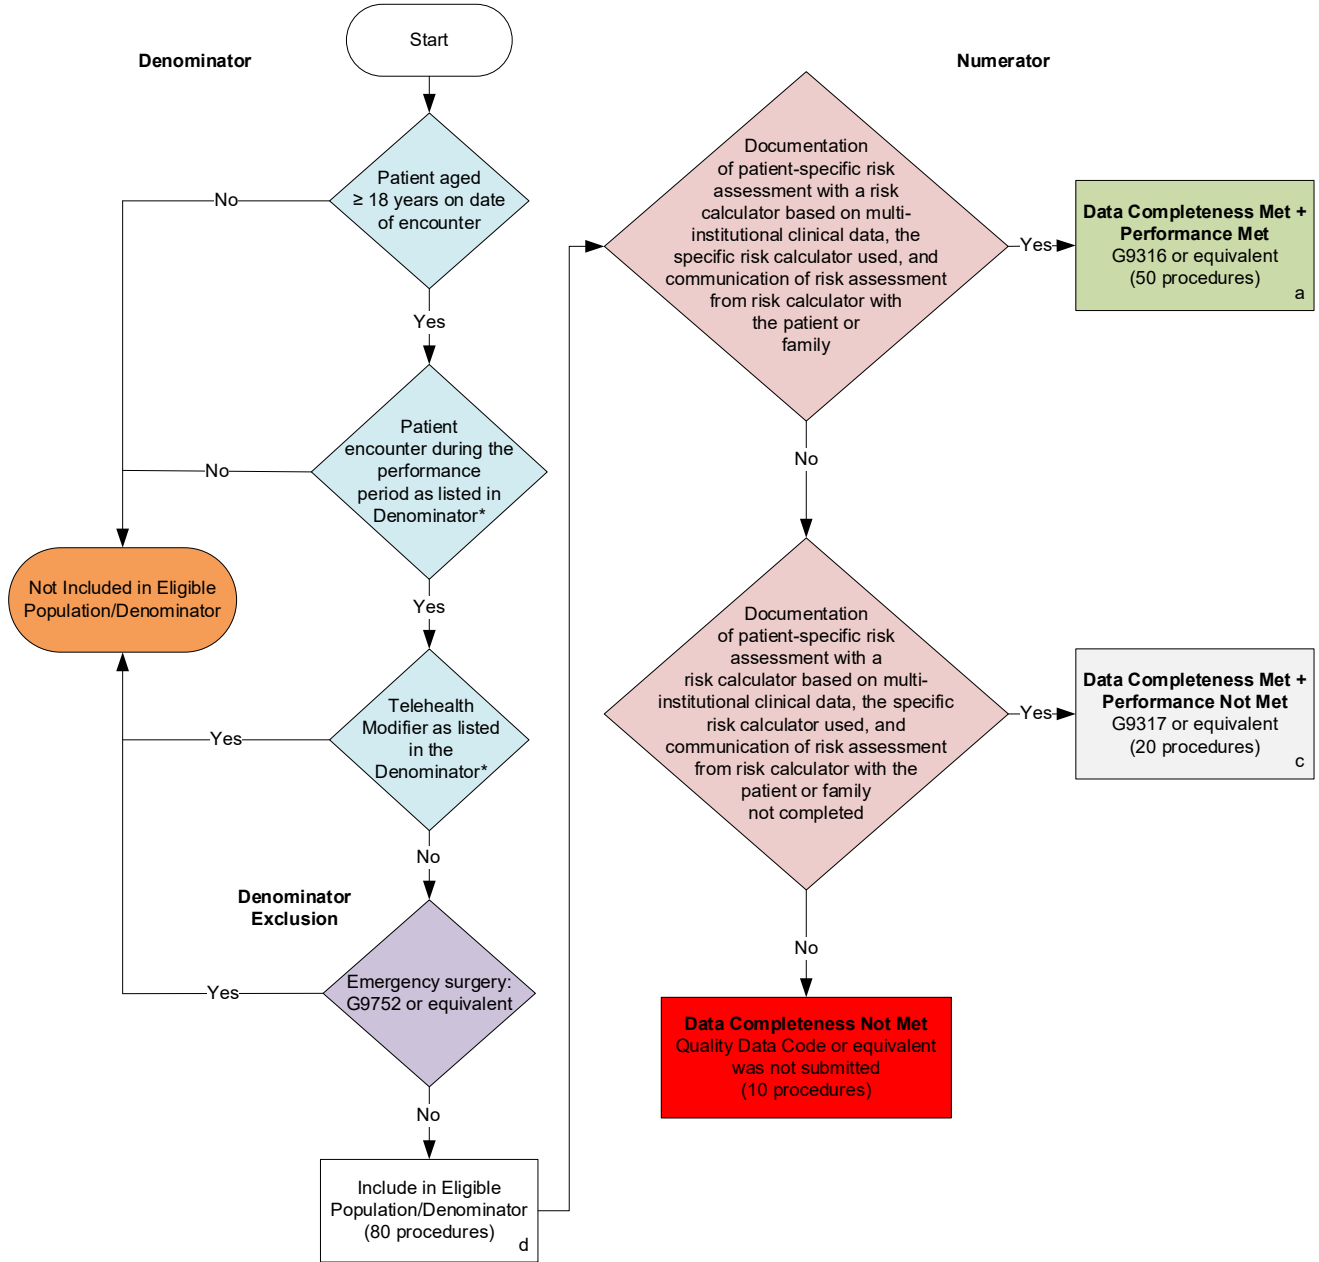 Start
Denominator
Patient aged
≥ 18 years on date
of encounter
No
Yes
Patient
encounter during the
performance
period as listed in
Denominator*
No
Yes
Not Included in Eligible
Population/Denominator
Telehealth
Modifier as listed
in the
Denominator*
Yes
No
Denominator
Exclusion
Emergency surgery:
G9752 or equivalent
Yes
No
Include in Eligible
Population/Denominator
(80 procedures)
d
Numerator
Documentation
of patient-specific risk
assessment with a risk
calculator based on multi-
institutional clinical data, the
specific risk calculator used, and
communication of risk assessment
from risk calculator with
the patient or
family
Yes
Data Completeness Met +
Performance Met
G9316 or equivalent
(50 procedures)
a
No
Documentation
of patient-specific risk
assessment with a
risk calculator based on multi-
institutional clinical data, the specific
risk calculator used, and
communication of risk assessment
from risk calculator with the
patient or family
not completed
Yes
Data Completeness Met +
Performance Not Met
G9317 or equivalent
(20 procedures)
c
No
Data Completeness Not Met
Quality Data Code or equivalent
was not submitted
(10 procedures)